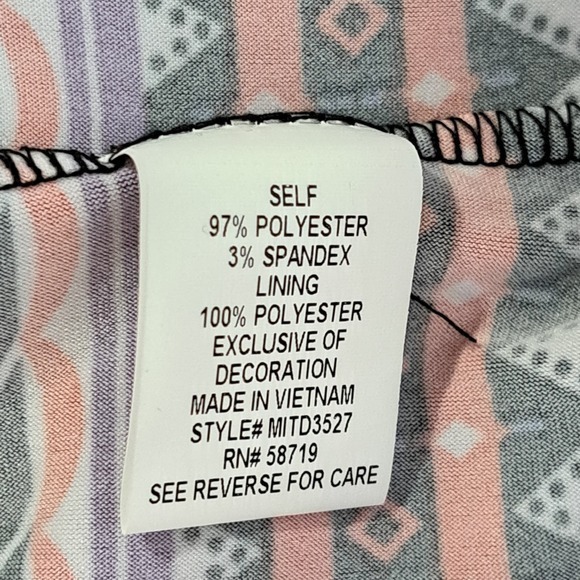 SELF
97% POLYESTER
3% SPANDEX
LINING
100% POLYESTER
EXCLUSIVE OF
DECORATION
MADE IN VIETNAM
STYLE# MITD3527
RN# 58719
SEE REVERSE FOR CARE